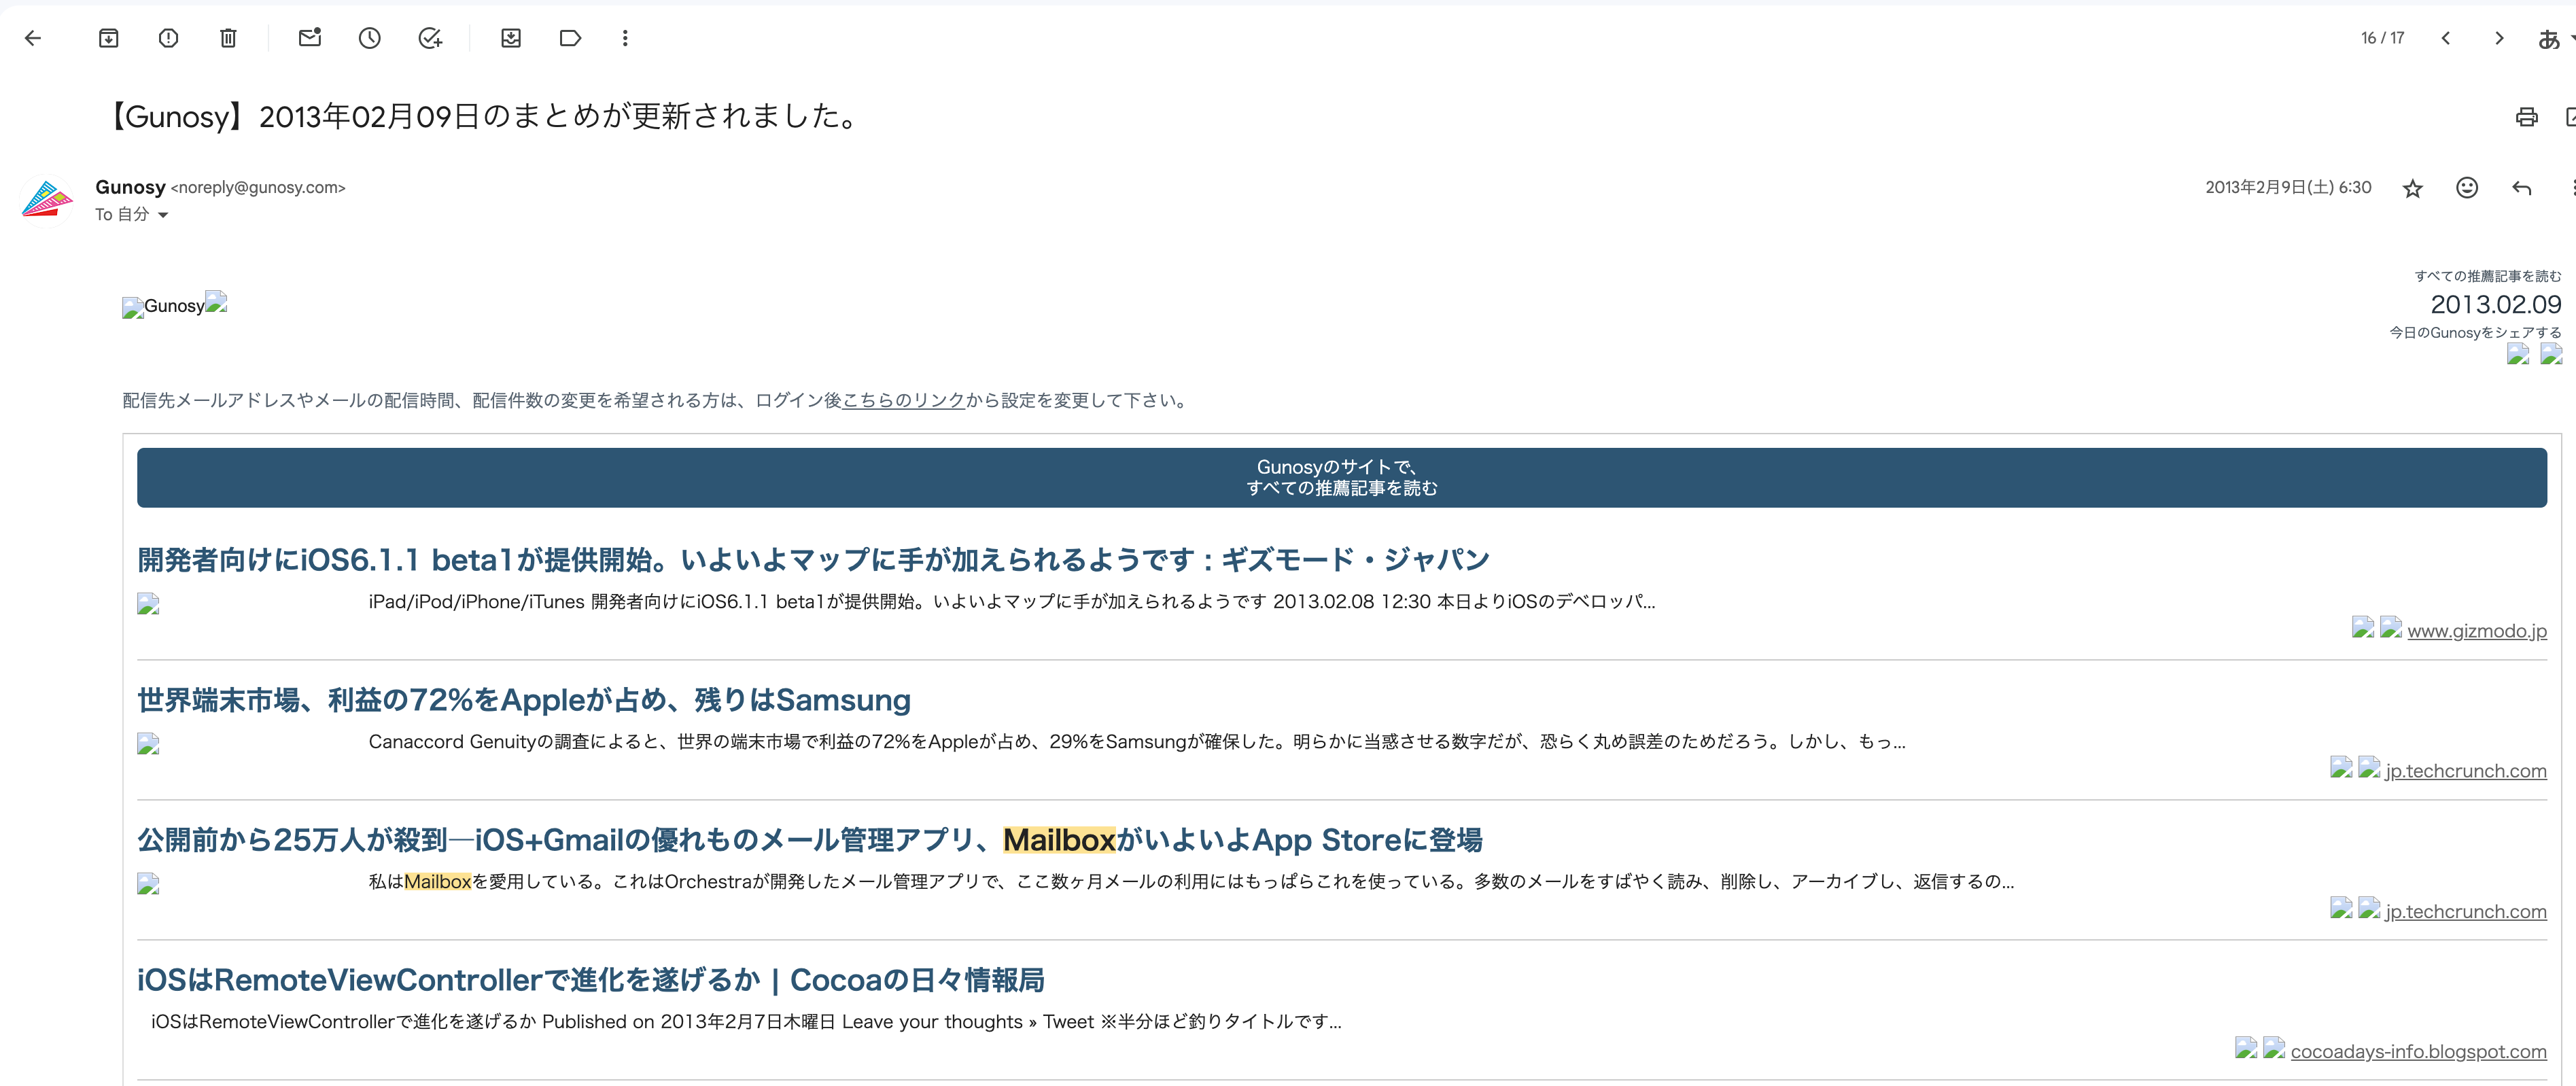 16 / 17
あ
【Gunosy】2013年02月09日のまとめが更新されました。
Gunosy <noreply@gunosy.com>
2013年2月9日(土) 6:30
To 自分
すべての推薦記事を読む
Gunosy
2013.02.09
今日のGunosyをシェアする
配信先メールアドレスやメールの配信時間、配信件数の変更を希望される方は、ログイン後こちらのリンクから設定を変更して下さい。
Gunosyのサイトで、
すべての推薦記事を読む
開発者向けにiOS6.1.1 beta1が提供開始。いよいよマップに手が加えられるようです : ギズモード・ジャパン
iPad/iPod/iPhone/iTunes 開発者向けにiOS6.1.1 beta1が提供開始。いよいよマップに手が加えられるようです 2013.02.08 12:30 本日よりiOSのデベロッパ...
www.gizmodo.jp
世界端末市場、利益の72%をAppleが占め、残りはSamsung
Canaccord Genuityの調査によると、世界の端末市場で利益の72%をAppleが占め、29%をSamsungが確保した。明らかに当惑させる数字だが、恐らく丸め誤差のためだろう。しかし、もっ...
jp.techcrunch.com
公開前から25万人が殺到―iOS+Gmailの優れものメール管理アプリ、MailboxがいよいよApp Storeに登場
私はMailboxを愛用している。これはOrchestraが開発したメール管理アプリで、ここ数ヶ月メールの利用にはもっぱらこれを使っている。多数のメールをすばやく読み、削除し、アーカイブし、返信するの...
jp.techcrunch.com
iOSはRemoteViewControllerで進化を遂げるか | Cocoaの日々情報局
iOSはRemoteViewControllerで進化を遂げるか Published on 2013年2月7日木曜日 Leave your thoughts » Tweet ※半分ほど釣りタイトルです...
cocoadays-info.blogspot.com